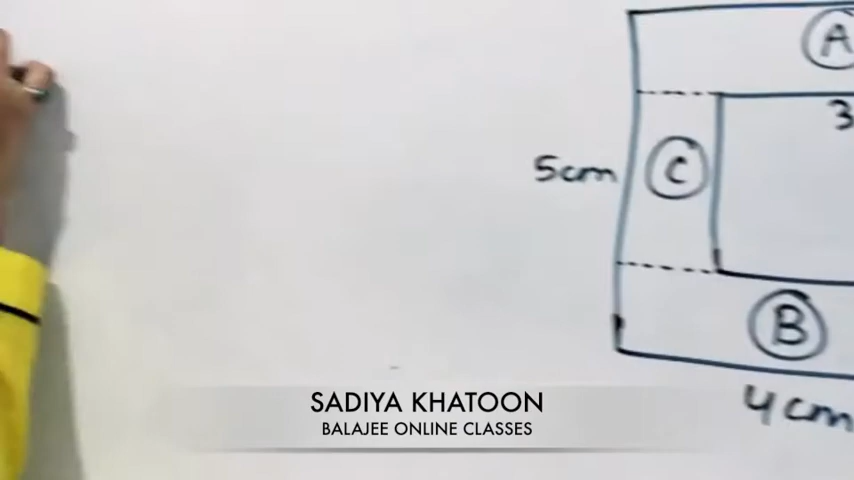 A
3
5cm
C
B
4cm
SADIYA KHATOON
BALAJEE ONLINE CLASSES